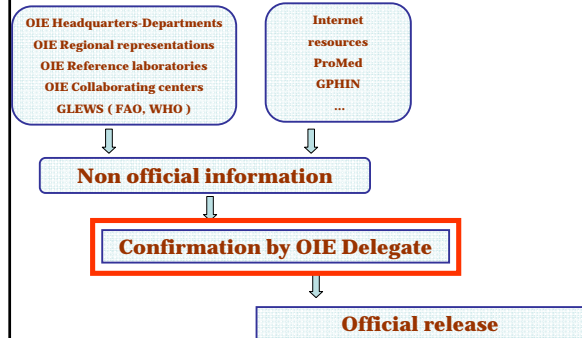 OIE Headquarters-Departments
OIE Regional representations
OIE Reference laboratories
OIE Collaborating centers
GLEWS ( FAO, WHO )
Internet
resources
ProMed
GPHIN
...
Non official information
Confirmation by OIE Delegate
Official release